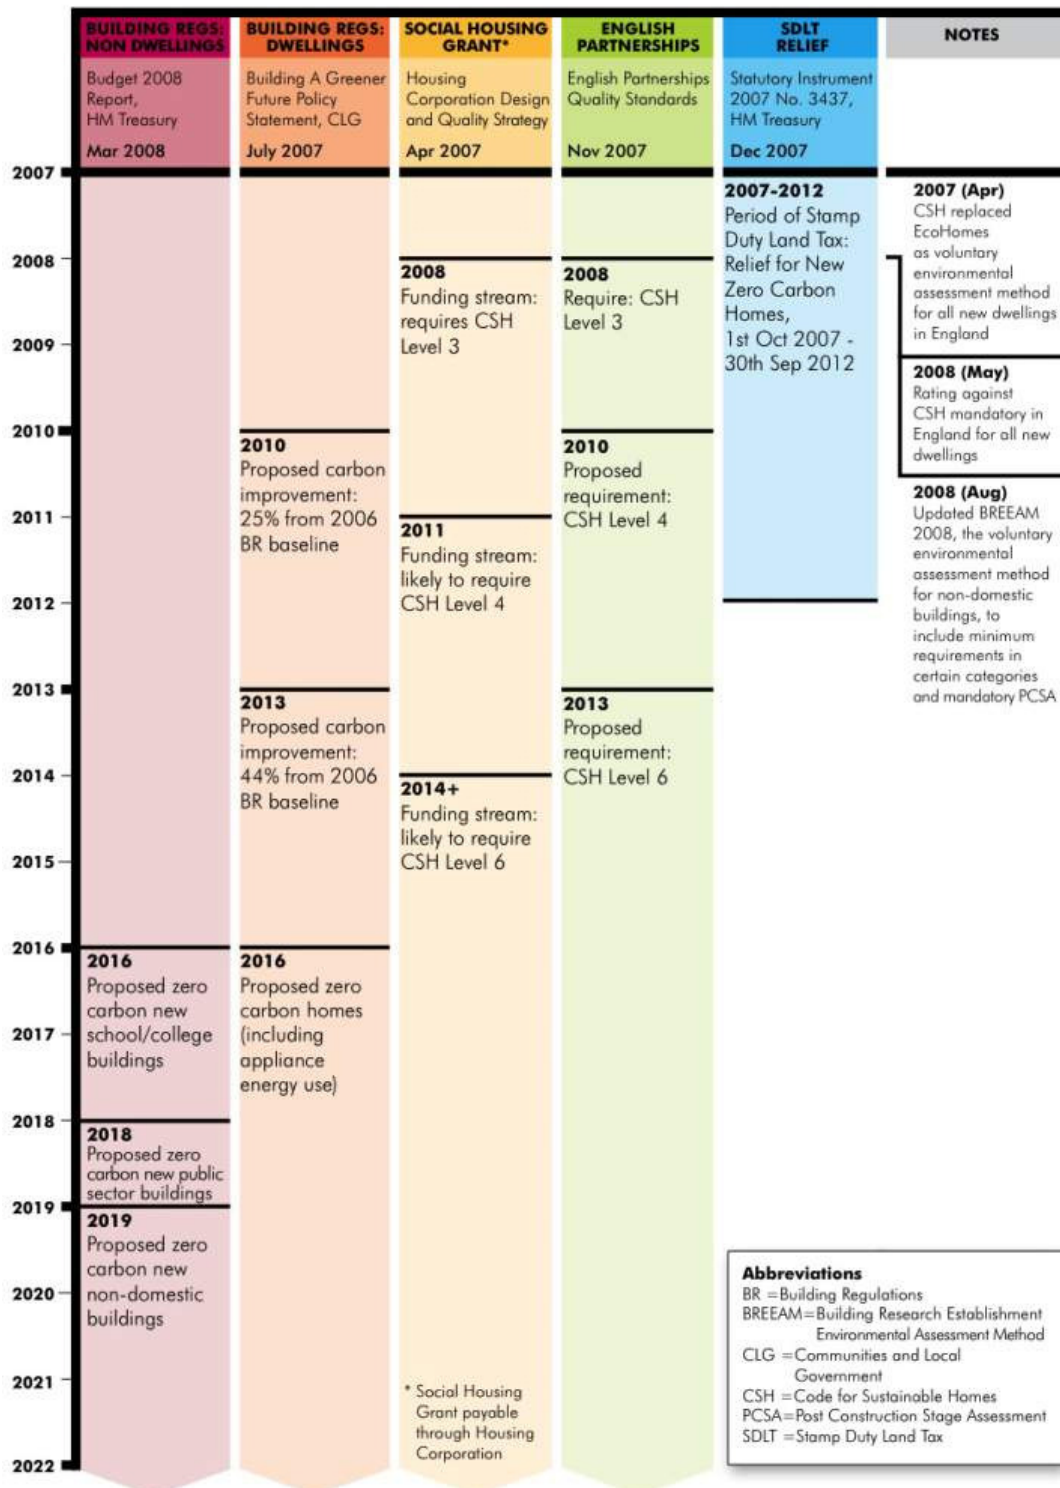 BUILDING REGS:
NON DWELLINGS
Budget 2008
Report,
HM Treasury
Mar 2008
BUILDING REGS:
DWELLINGS
Building A Greener
Future Policy
Statement, CLG
July 2007
SOCIAL HOUSING
GRANT*
Housing
Corporation Design
and Quality Strategy
Apr 2007
ENGLISH
PARTNERSHIPS
English Partnerships
Quality Standards
Nov 2007
SDLT
RELIEF
Statutory Instrument
2007 No. 3437,
HM Treasury
Dec 2007
NOTES
2007
2008
2009
2010
2011
2012
2013
2014
2015
2016
2017
2018
2019
2020
2021
2022
2016
Proposed zero
carbon new
school/college
buildings
2018
Proposed zero
carbon new public
sector buildings
2019
Proposed zero
carbon new
non-domestic
buildings
2010
Proposed carbon
improvement:
25% from 2006
BR baseline
2013
Proposed carbon
improvement:
44% from 2006
BR baseline
2016
Proposed zero
carbon homes
(including
appliance
energy use)
2008
Funding stream:
requires CSH
Level 3
2011
Funding stream:
likely to require
CSH Level 4
2014+
Funding stream:
likely to require
CSH Level 6
* Social Housing
Grant payable
through Housing
Corporation
2008
Require: CSH
Level 3
2010
Proposed
requirement:
CSH Level 4
2013
Proposed
requirement:
CSH Level 6
2007-2012
Period of Stamp
Duty Land Tax:
Relief for New
Zero Carbon
Homes,
1st Oct 2007 -
30th Sep 2012
2007 (Apr)
CSH replaced
EcoHomes
as voluntary
environmental
assessment method
for all new dwellings
in England
2008 (May)
Rating against
CSH mandatory in
England for all new
dwellings
2008 (Aug)
Updated BREEAM
2008, the voluntary
environmental
assessment method
for non-domestic
buildings, to
include minimum
requirements in
certain categories
and mandatory PCSA
Abbreviations
BR =Building Regulations
BREEAM=Building Research Establishment
Environmental Assessment Method
CLG =Communities and Local
Government
CSH =Code for Sustainable Homes
PCSA=Post Construction Stage Assessment
SDLT =Stamp Duty Land Tax